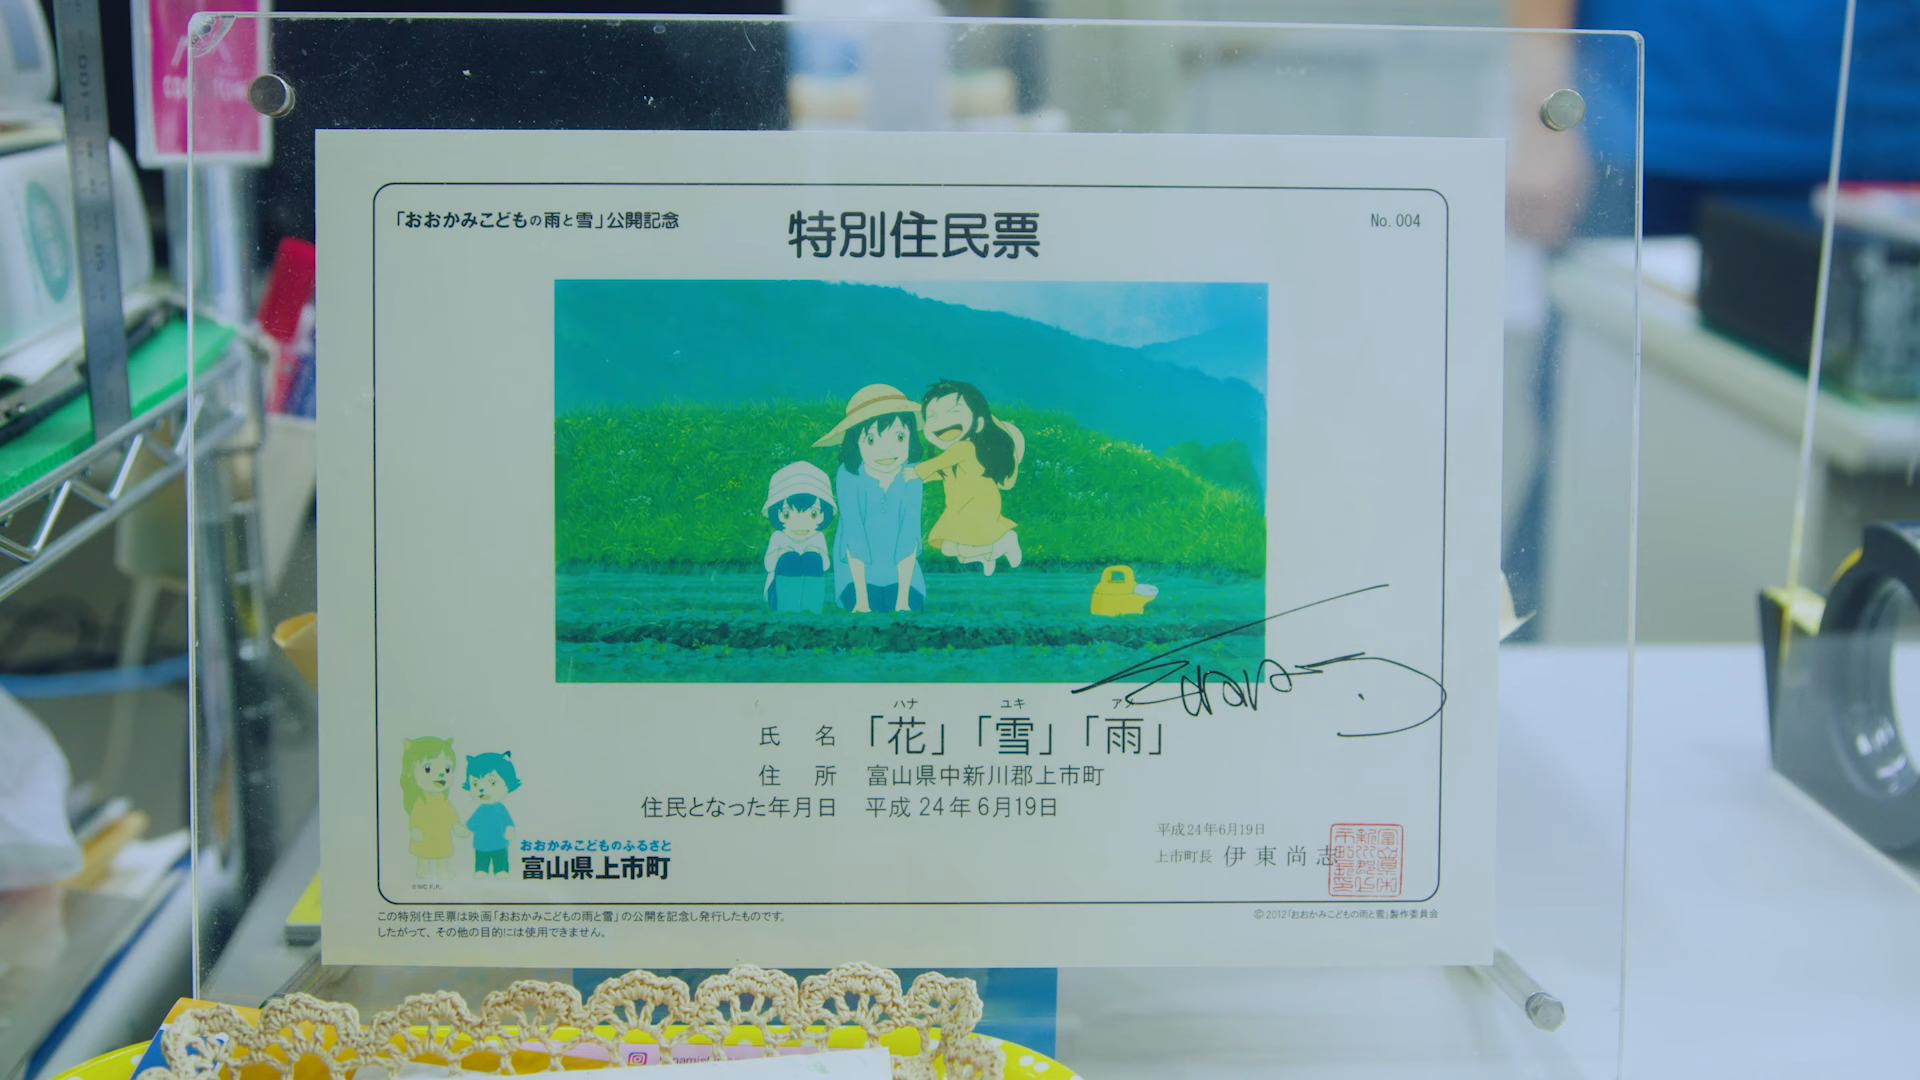 「おおかみこどもの雨と雪」公開記念
特別住民票
No. 004
ハナ ユキ アメ
氏 名 「花」「雪」「雨」
住 所 富山県中新川郡上市町
住民となった年月日 平成24年6月19日
おおかみこどものふるさと
富山県上市町
平成24年6月19日
上市町長 伊東尚志
この特別住民票は映画「おおかみこどもの雨と雪」の公開を記念し発行したものです。
したがって、その他の目的には使用できません。
©2012「おおかみこどもの雨と雪」製作委員会